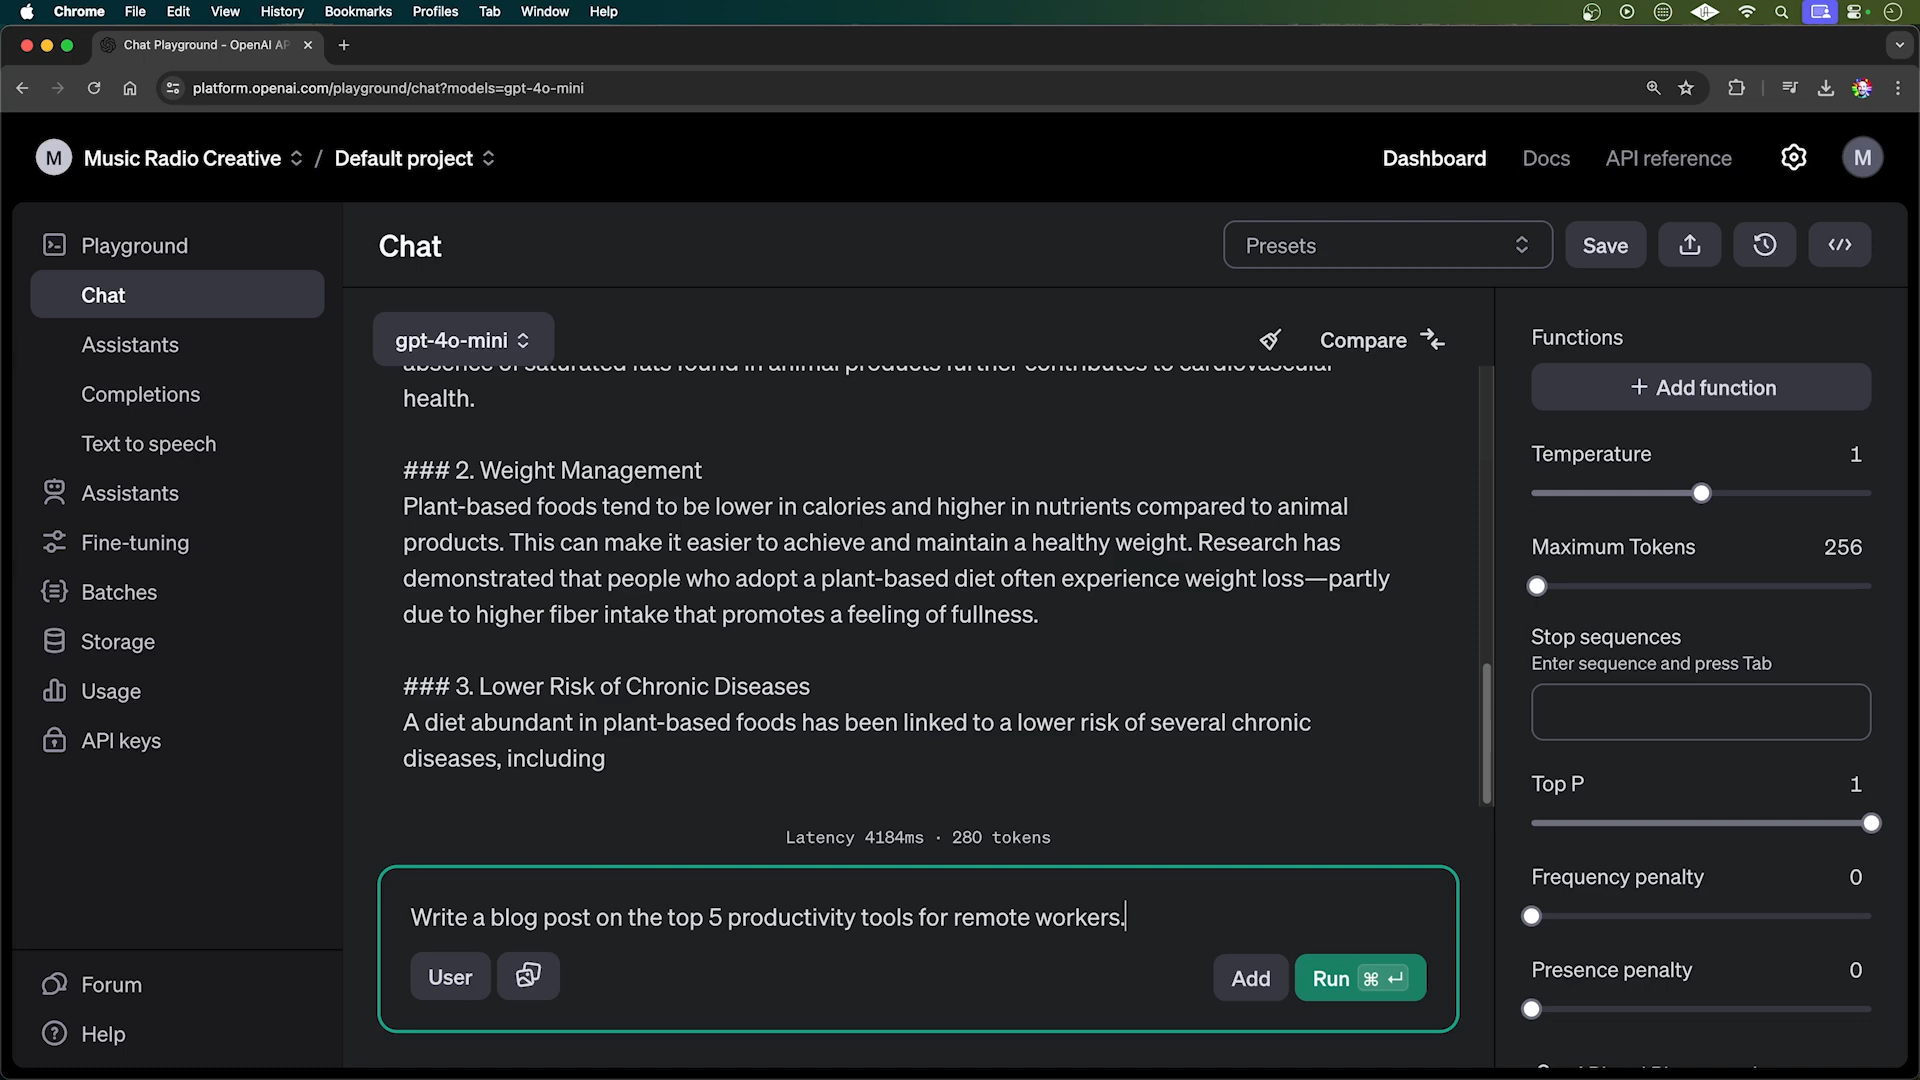 Chrome File Edit View History Bookmarks Profiles Tab Window Help
Chat Playground - OpenAI AP
platform.openai.com/playground/chat?models=gpt-4o-mini
M Music Radio Creative / Default project
Dashboard Docs API reference M
Playground
Chat
Assistants
Completions
Text to speech
Assistants
Fine-tuning
Batches
Storage
Usage
API keys
Forum
Help
Chat
Presets Save
gpt-4o-mini
Compare
absence of saturated fats found in animal products further contributes to cardiovascular
health.
### 2. Weight Management
Plant-based foods tend to be lower in calories and higher in nutrients compared to animal
products. This can make it easier to achieve and maintain a healthy weight. Research has
demonstrated that people who adopt a plant-based diet often experience weight loss—partly
due to higher fiber intake that promotes a feeling of fullness.
### 3. Lower Risk of Chronic Diseases
A diet abundant in plant-based foods has been linked to a lower risk of several chronic
diseases, including
Latency 4184ms · 280 tokens
Write a blog post on the top 5 productivity tools for remote workers.
User
Add
Run ⌘ ↵
Functions
+ Add function
Temperature 1
Maximum Tokens 256
Stop sequences
Enter sequence and press Tab
Top P 1
Frequency penalty 0
Presence penalty 0